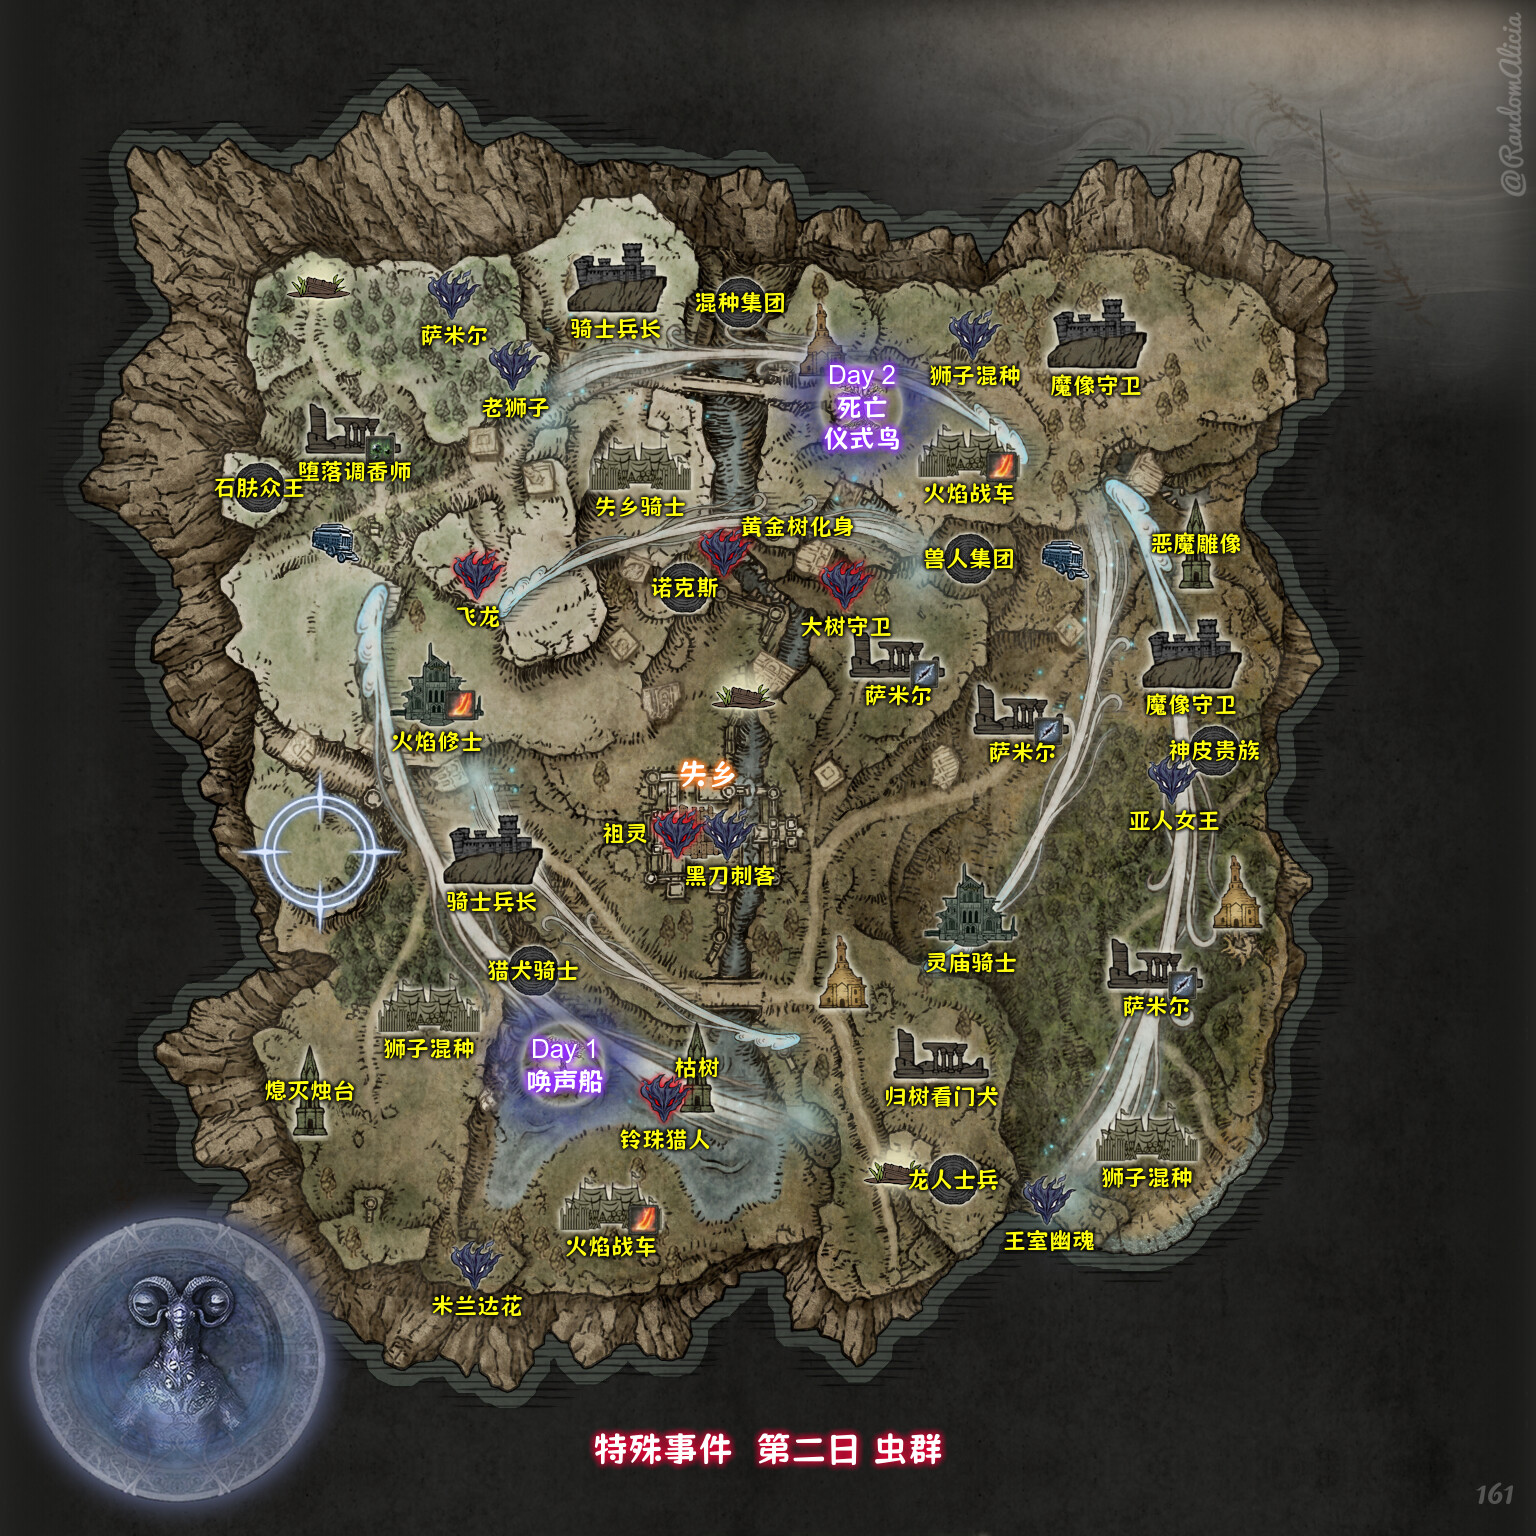 @RandomAlicia
萨米尔
骑士兵长
混种集团
老狮子
Day 2
死亡
仪式鸟
狮子混种
魔像守卫
堕落调香师
石肤众王
失乡骑士
火焰战车
黄金树化身
恶魔雕像
兽人集团
诺克斯
飞龙
大树守卫
萨米尔
魔像守卫
火焰修士
萨米尔
神皮贵族
失乡
亚人女王
祖灵
黑刀刺客
骑士兵长
猎犬骑士
灵庙骑士
萨米尔
狮子混种
Day 1
唤声船
枯树
熄灭烛台
归树看门犬
铃珠猎人
龙人士兵
狮子混种
火焰战车
王室幽魂
米兰达花
特殊事件 第二日 虫群
161